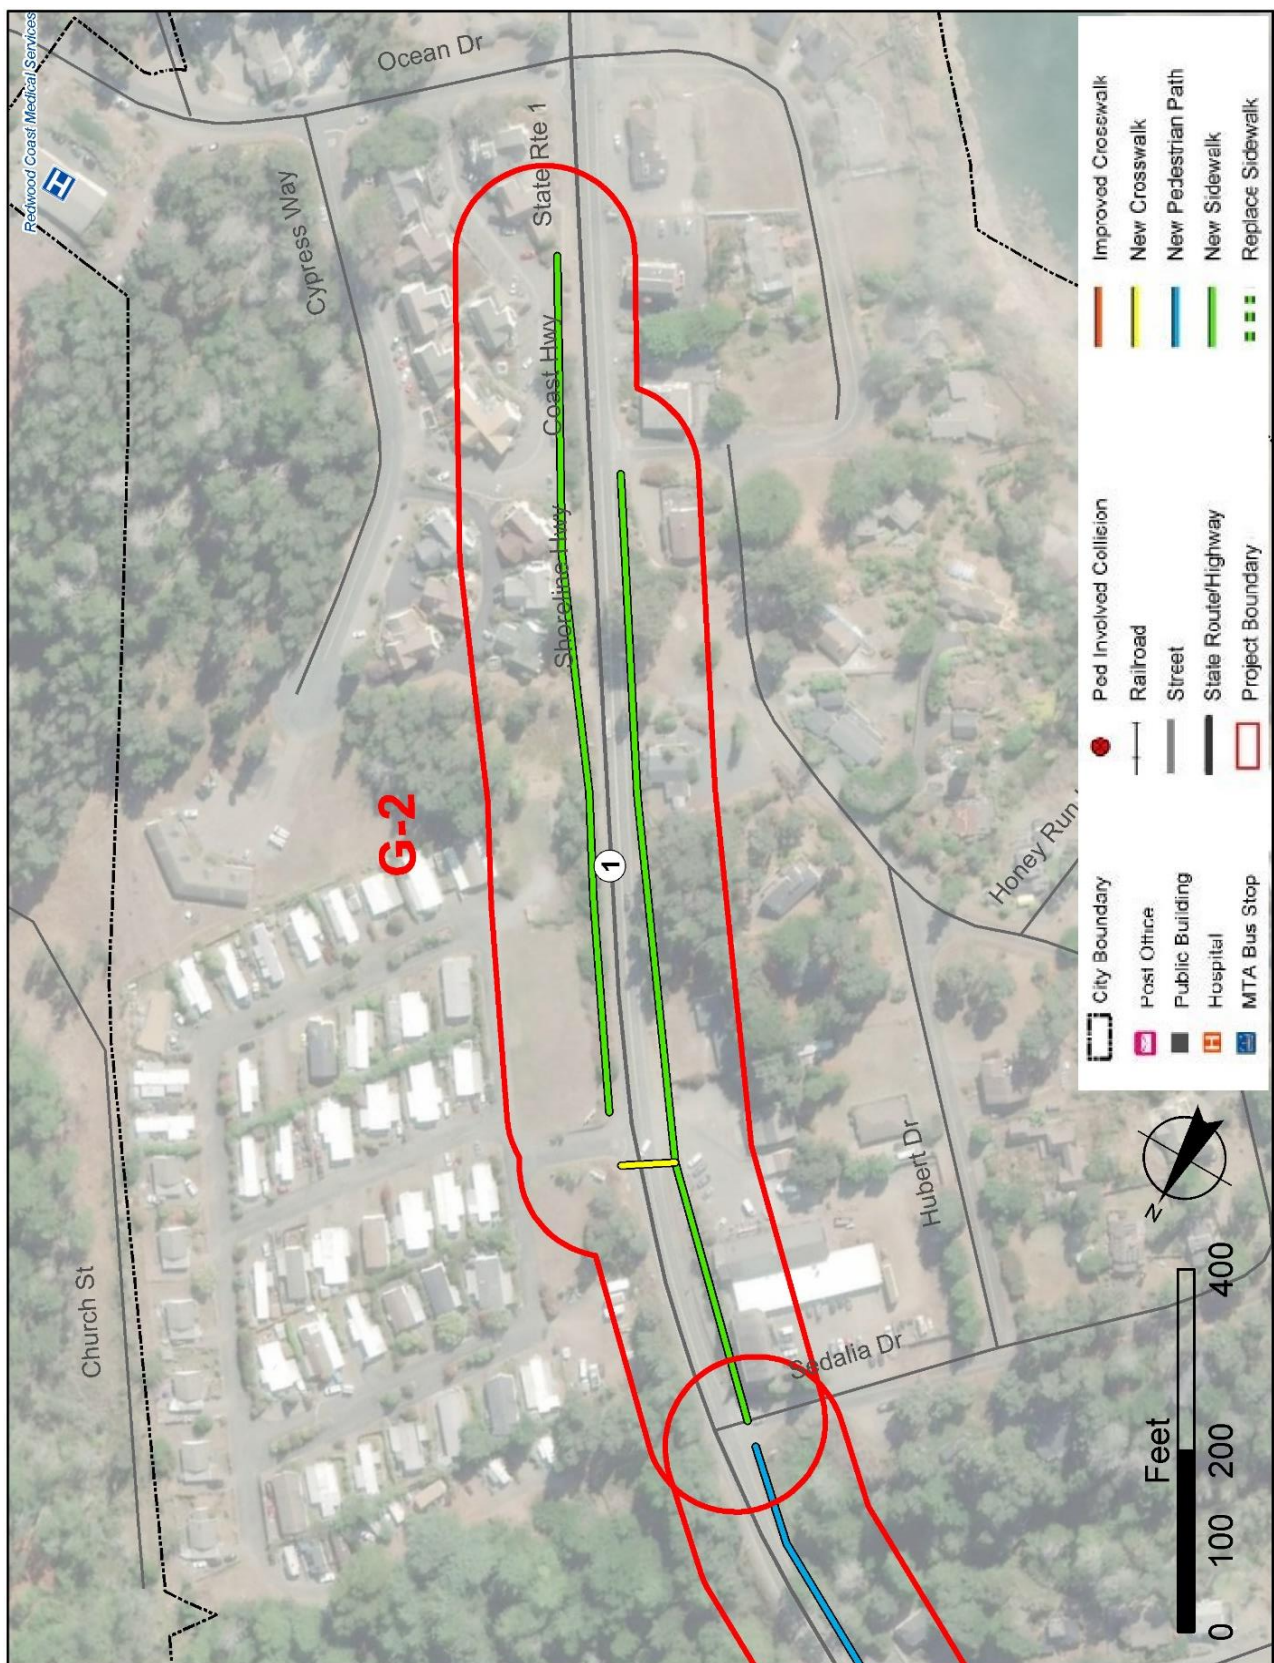 Redwood Coast Medical Services
H
Ocean Dr
State Rte 1
Cypress Way
Coast Hwy
Shoreline Hwy
G-2
1
Honey Run
Church St
Hubert Dr
Sedalia Dr
N
Feet
0 100 200 400
City Boundary
Post Office
Public Building
H Hospital
MTA Bus Stop
Ped Involved Collision
Railroad
Street
State Route/Highway
Project Boundary
Improved Crosswalk
New Crosswalk
New Pedestrian Path
New Sidewalk
Replace Sidewalk